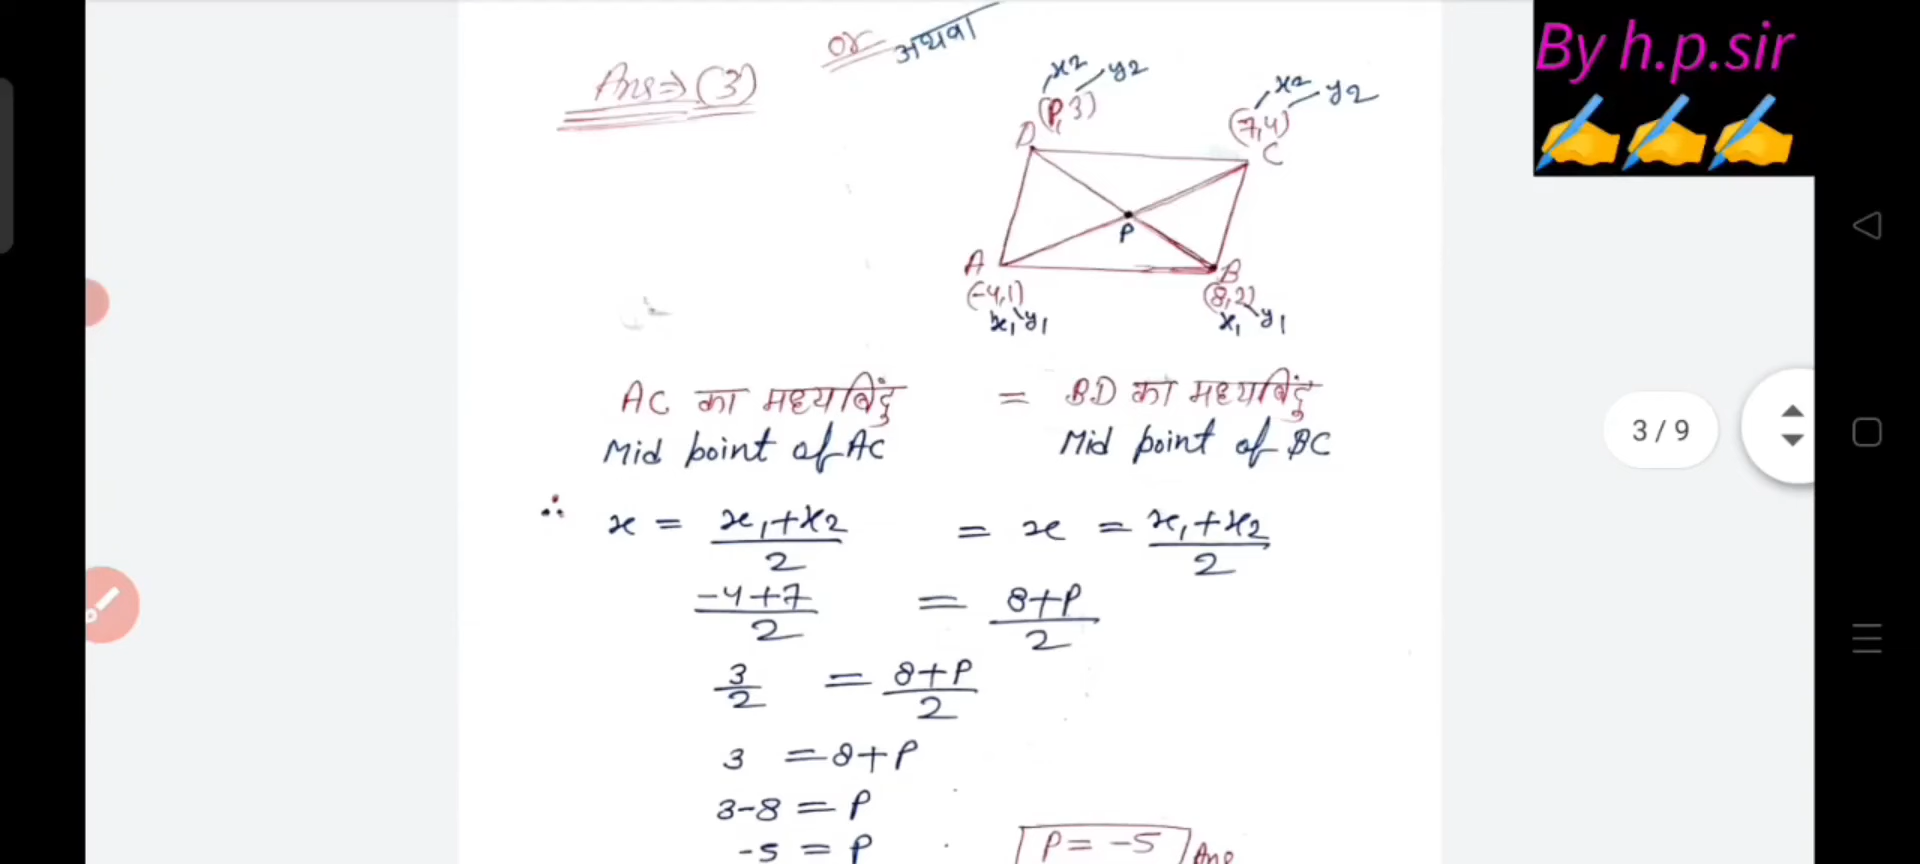 or अथवा
Ans⇒(3)
By h.p.sir
x2 y2
(P, 3)
x2 y2
(7,4)
D
C
P
A
B
(-4,1)
(8,2)
x1 y1
x1 y1
AC का मध्यबिंदु = BD का मध्यबिंदु
Mid point of AC Mid point of BC
∴ x = x1+x2 = x = x1+x2
2 2
-4+7 = 8+P
2 2
3 = 8+P
2 2
3 = 8+P
3-8 = P
-5 = P
P = -5 Ans
3 / 9